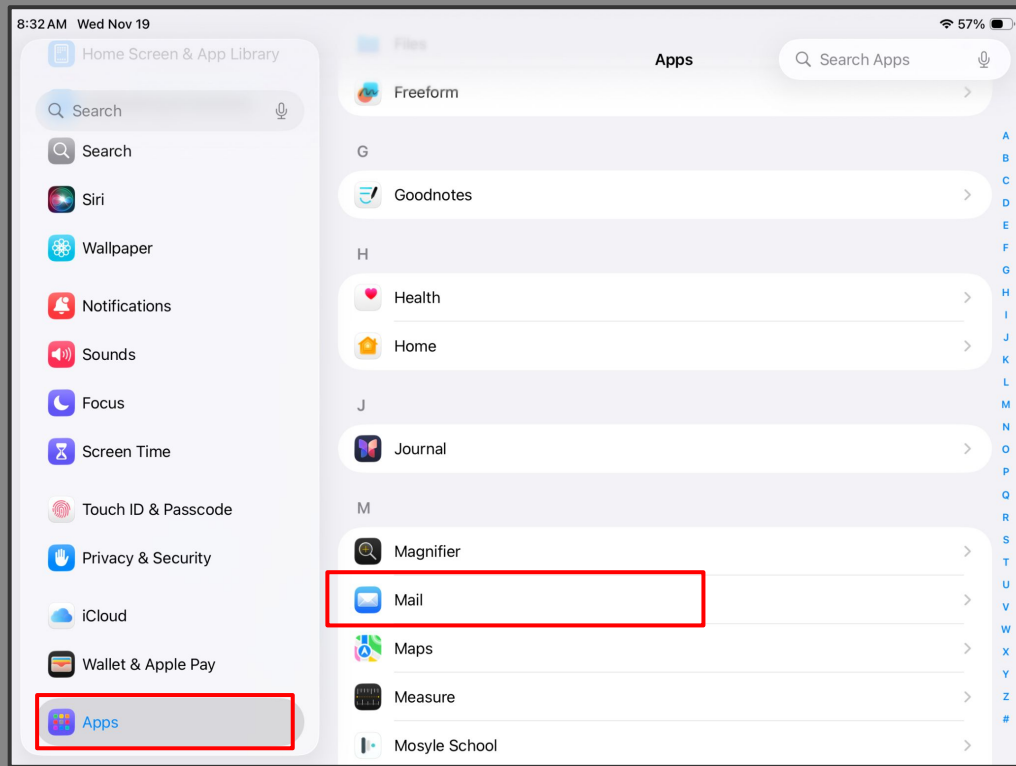 8:32 AM Wed Nov 19
57%
Home Screen & App Library
Search
Search
Siri
Wallpaper
Notifications
Sounds
Focus
Screen Time
Touch ID & Passcode
Privacy & Security
iCloud
Wallet & Apple Pay
Apps
Files
Apps
Search Apps
Freeform
G
Goodnotes
H
Health
Home
J
Journal
M
Magnifier
Mail
Maps
Measure
Mosyle School
A
B
C
D
E
F
G
H
I
J
K
L
M
N
O
P
Q
R
S
T
U
V
W
X
Y
Z
#